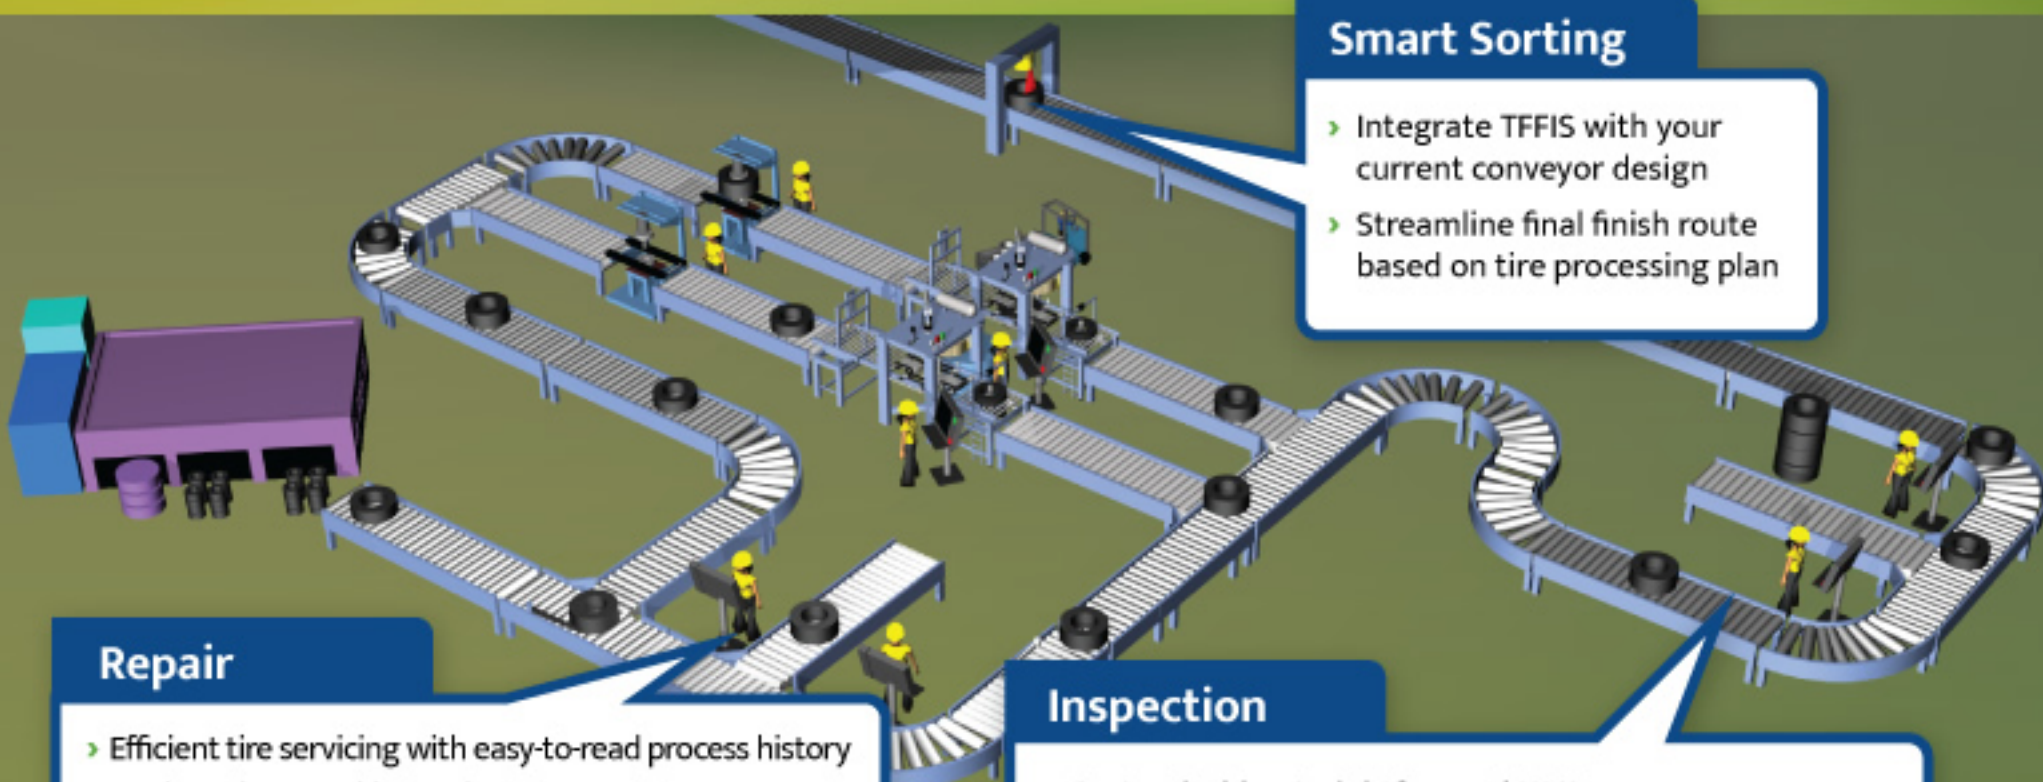 Smart Sorting
› Integrate TFFIS with your
current conveyor design
› Streamline final finish route
based on tire processing plan
Repair
› Efficient tire servicing with easy-to-read process history
Inspection